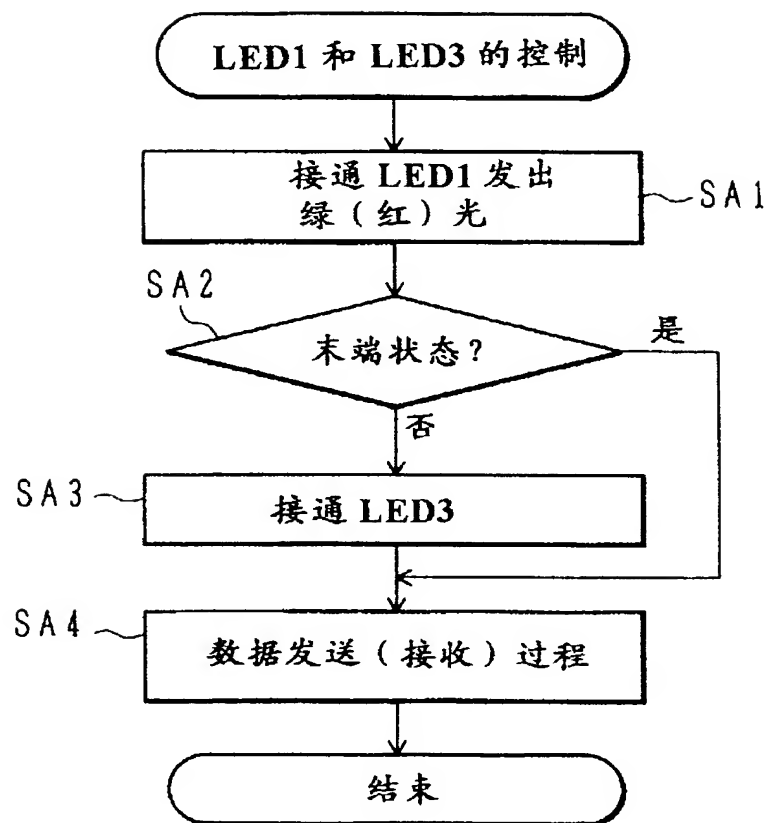 LED1 和 LED3 的控制
接通 LED1 发出
绿（红）光
SA1
SA2
末端状态？
是
否
SA3
接通 LED3
SA4
数据发送（接收）过程
结束